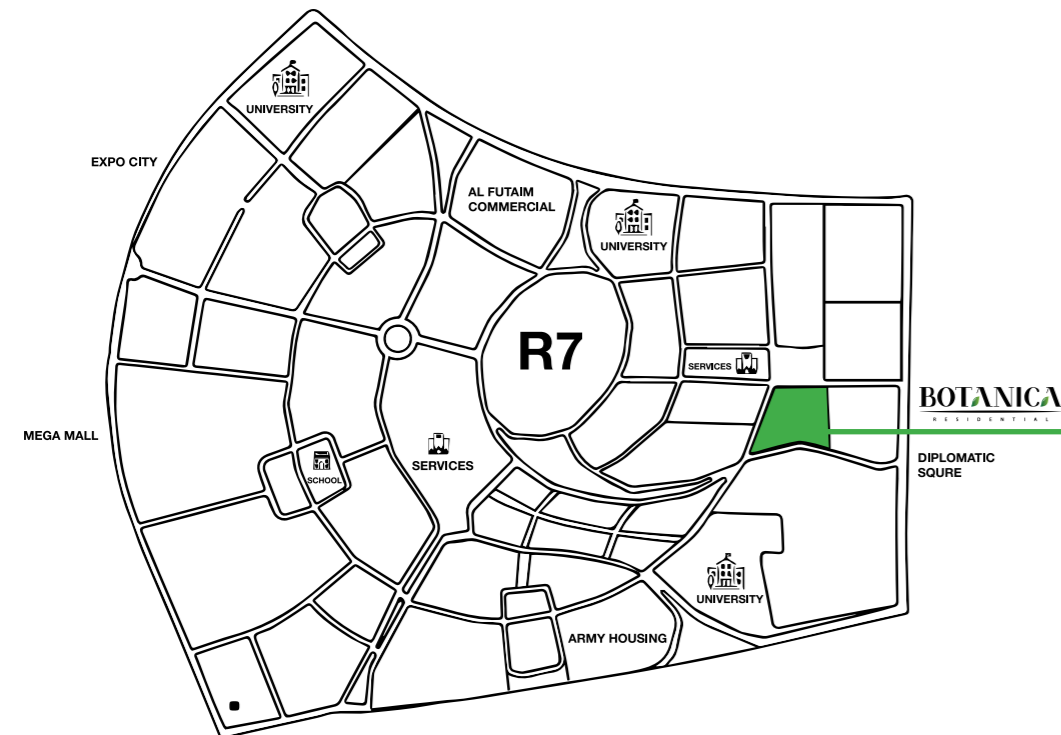 UNIVERSITY
EXPO CITY
AL FUTAIM
COMMERCIAL
UNIVERSITY
R7
SERVICES
BOTANICA
RESIDENTIAL
MEGA MALL
SERVICES
SCHOOL
DIPLOMATIC
SQURE
UNIVERSITY
ARMY HOUSING